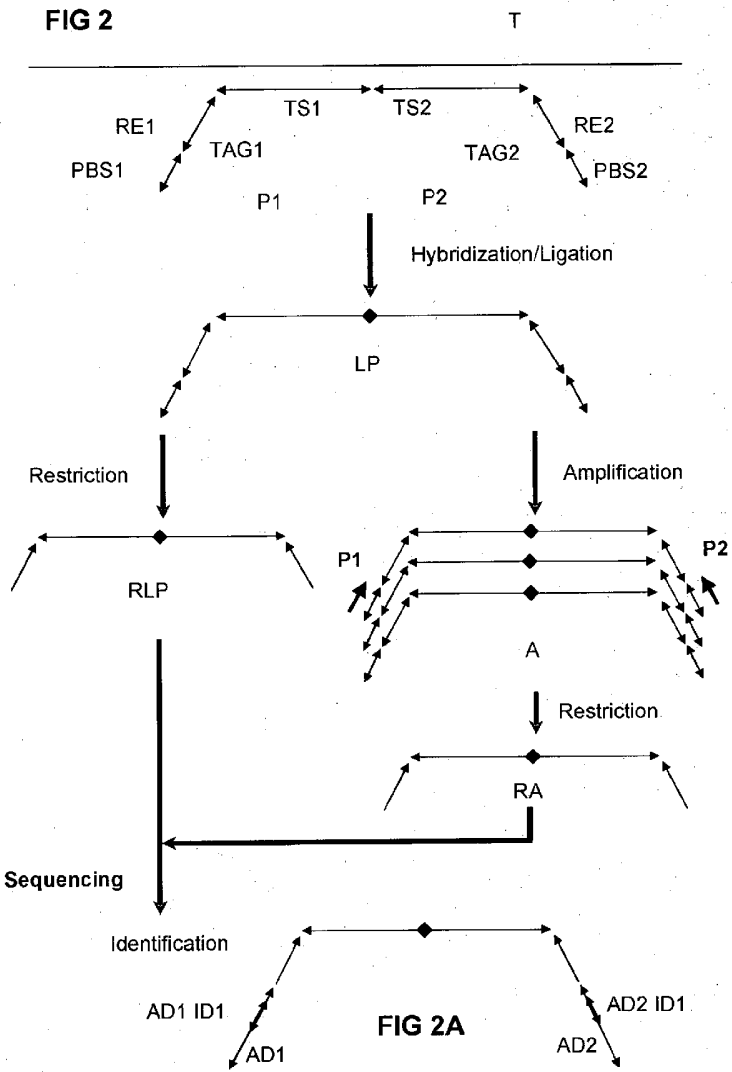 FIG 2
T
TS1 TS2
RE1 RE2
TAG1 TAG2
PBS1 PBS2
P1 P2
Hybridization/Ligation
LP
Restriction Amplification
P1 P2
RLP
A
Restriction
RA
Sequencing
Identification
AD1 ID1 AD2 ID1
FIG 2A
AD1 AD2